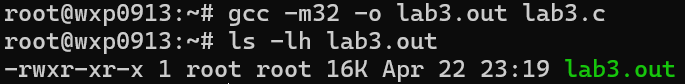 root@wxp0913:~# gcc -m32 -o lab3.out lab3.c
root@wxp0913:~# ls -lh lab3.out
-rwxr-xr-x 1 root root 16K Apr 22 23:19 lab3.out